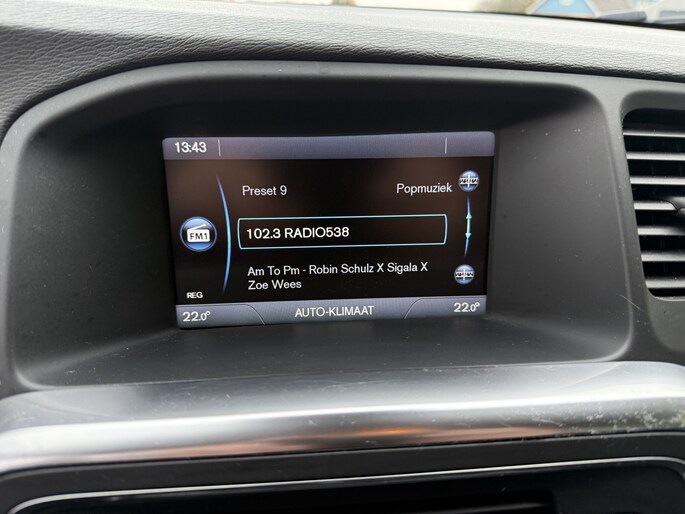 13:43
Preset 9 Popmuziek
FM1
102.3 RADIO538
Am To Pm - Robin Schulz X Sigala X
Zoe Wees
REG
22.0° AUTO-KLIMAAT 22.0°